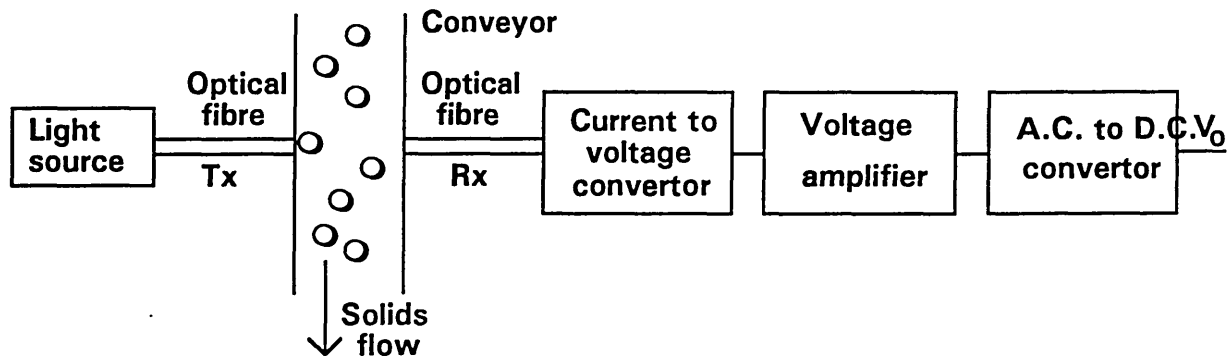 Conveyor
Optical
fibre
Optical
fibre
Light
source
Tx
Rx
Current to
voltage
convertor
Voltage
amplifier
A.C. to D.C.
convertor
V₀
Solids
flow